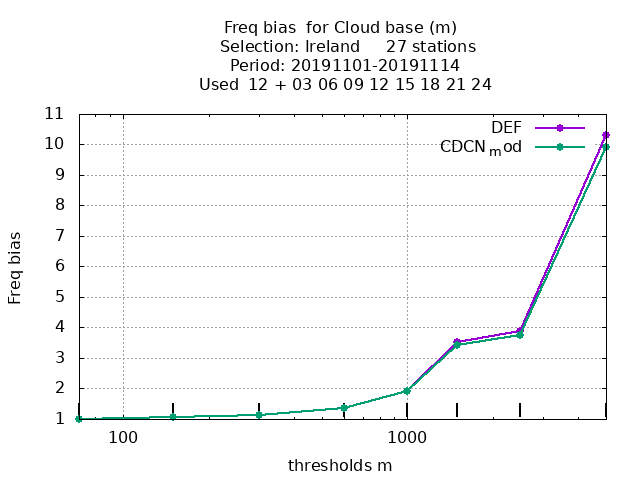 Freq bias  for Cloud base (m)
Selection: Ireland     27 stations
Period: 20191101-20191114
Used  12 + 03 06 09 12 15 18 21 24
DEF
CDCNmod
11
10
9
8
7
6
5
4
3
2
1
Freq bias
100
1000
thresholds m